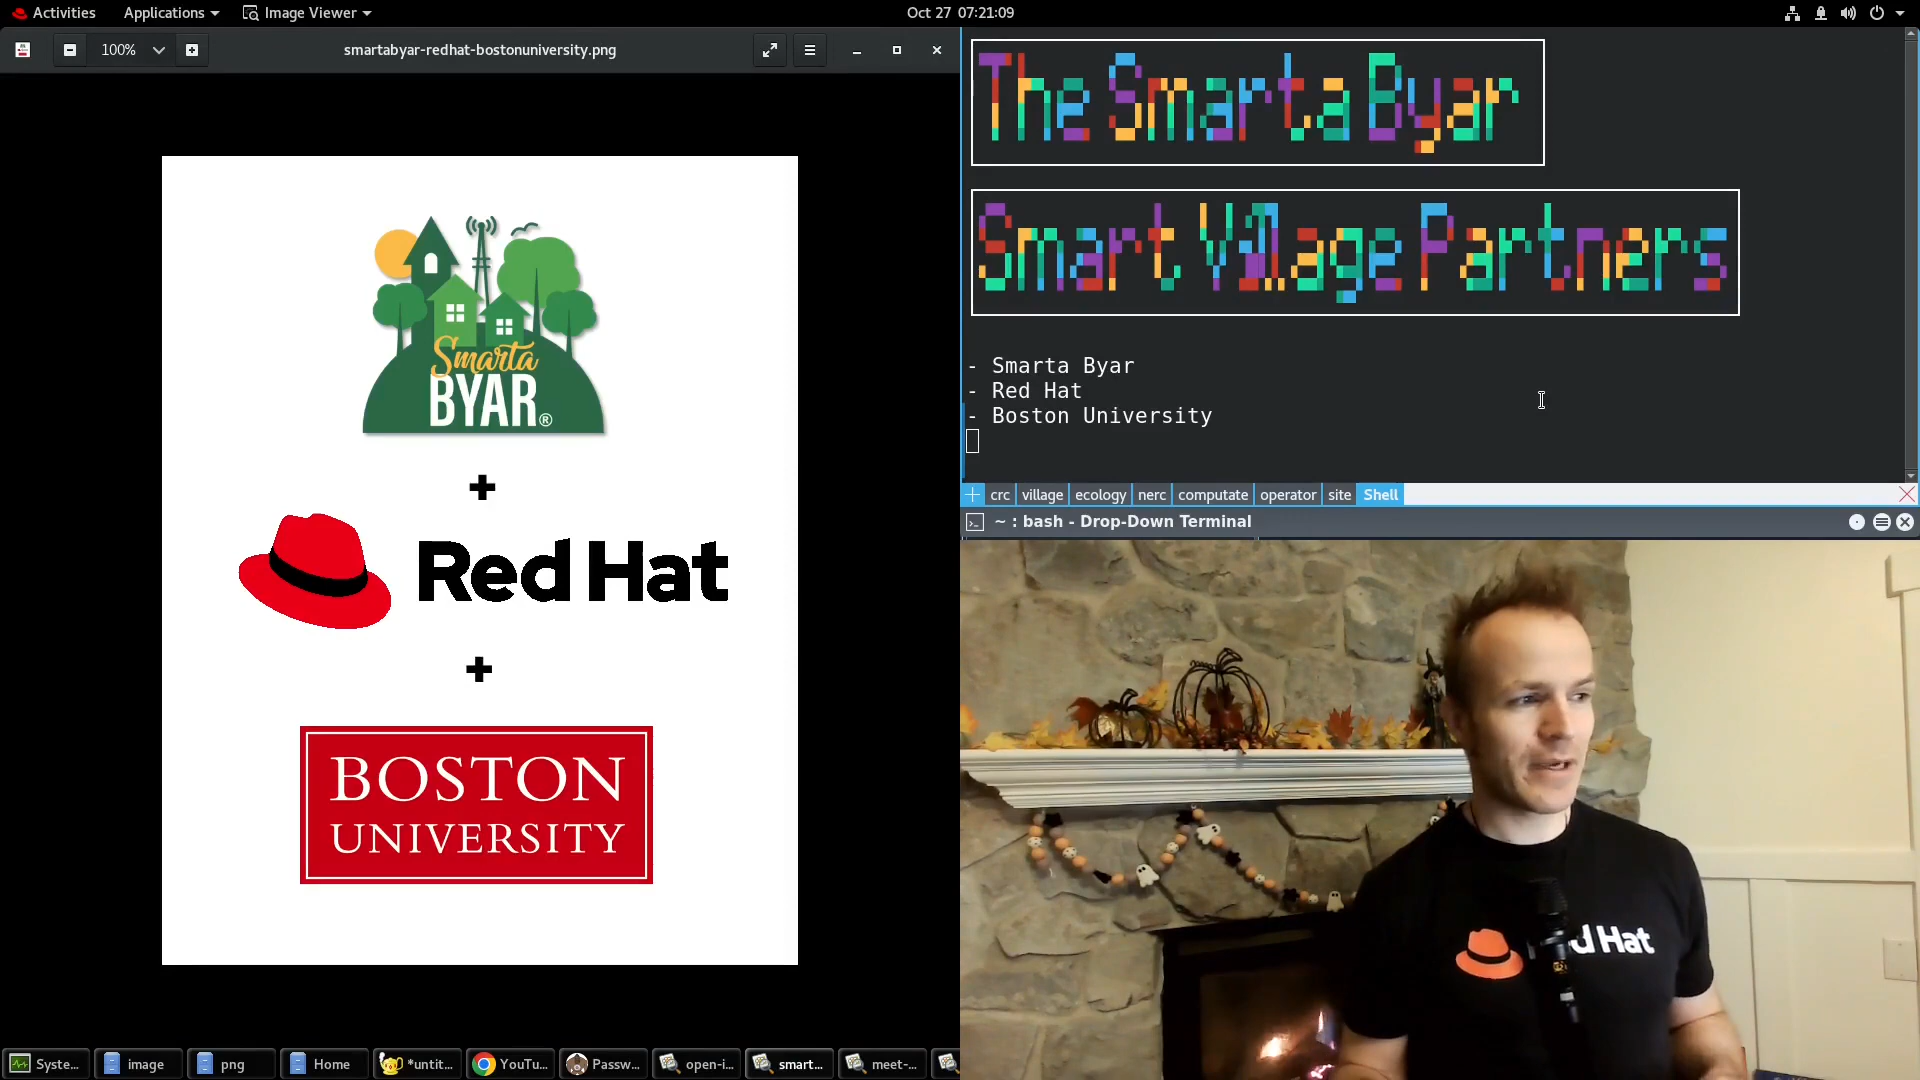 Activities Applications Image Viewer Oct 27 07:21:09
100% smartabyar-redhat-bostonuniversity.png
Smarta
BYAR®
+
Red Hat
+
BOSTON
UNIVERSITY
The Smarta Byar
Smart Village Partners
- Smarta Byar
- Red Hat
- Boston University
crc village ecology nerc computate operator site Shell
~ : bash - Drop-Down Terminal
d Hat
Syste... image png Home *untit... YouTu... Passw... open-i... smart... meet-...